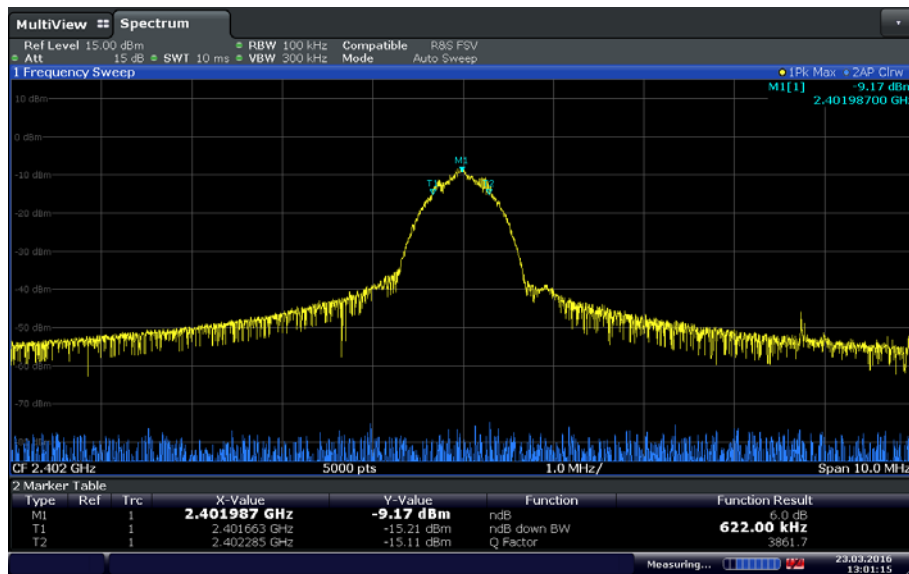 MultiView Spectrum
Ref Level 15.00 dBm RBW 100 kHz Compatible R&S FSV
Att 15 dB SWT 10 ms VBW 300 kHz Mode Auto Sweep
1 Frequency Sweep 1Pk Max 2AP Clrw
M1[1] -9.17 dBm
2.40198700 GHz
10 dBm
0 dBm
M1
-10 dBm
T1
-20 dBm
-30 dBm
-40 dBm
-50 dBm
-60 dBm
-70 dBm
CF 2.402 GHz 5000 pts 1.0 MHz/ Span 10.0 MHz
2 Marker Table
Type Ref Trc X-Value Y-Value Function Function Result
M1 1 2.401987 GHz -9.17 dBm ndB 6.0 dB
T1 1 2.401663 GHz -15.21 dBm ndB down BW 622.00 kHz
T2 1 2.402285 GHz -15.11 dBm Q Factor 3861.7
Measuring... 23.03.2016
13:01:15